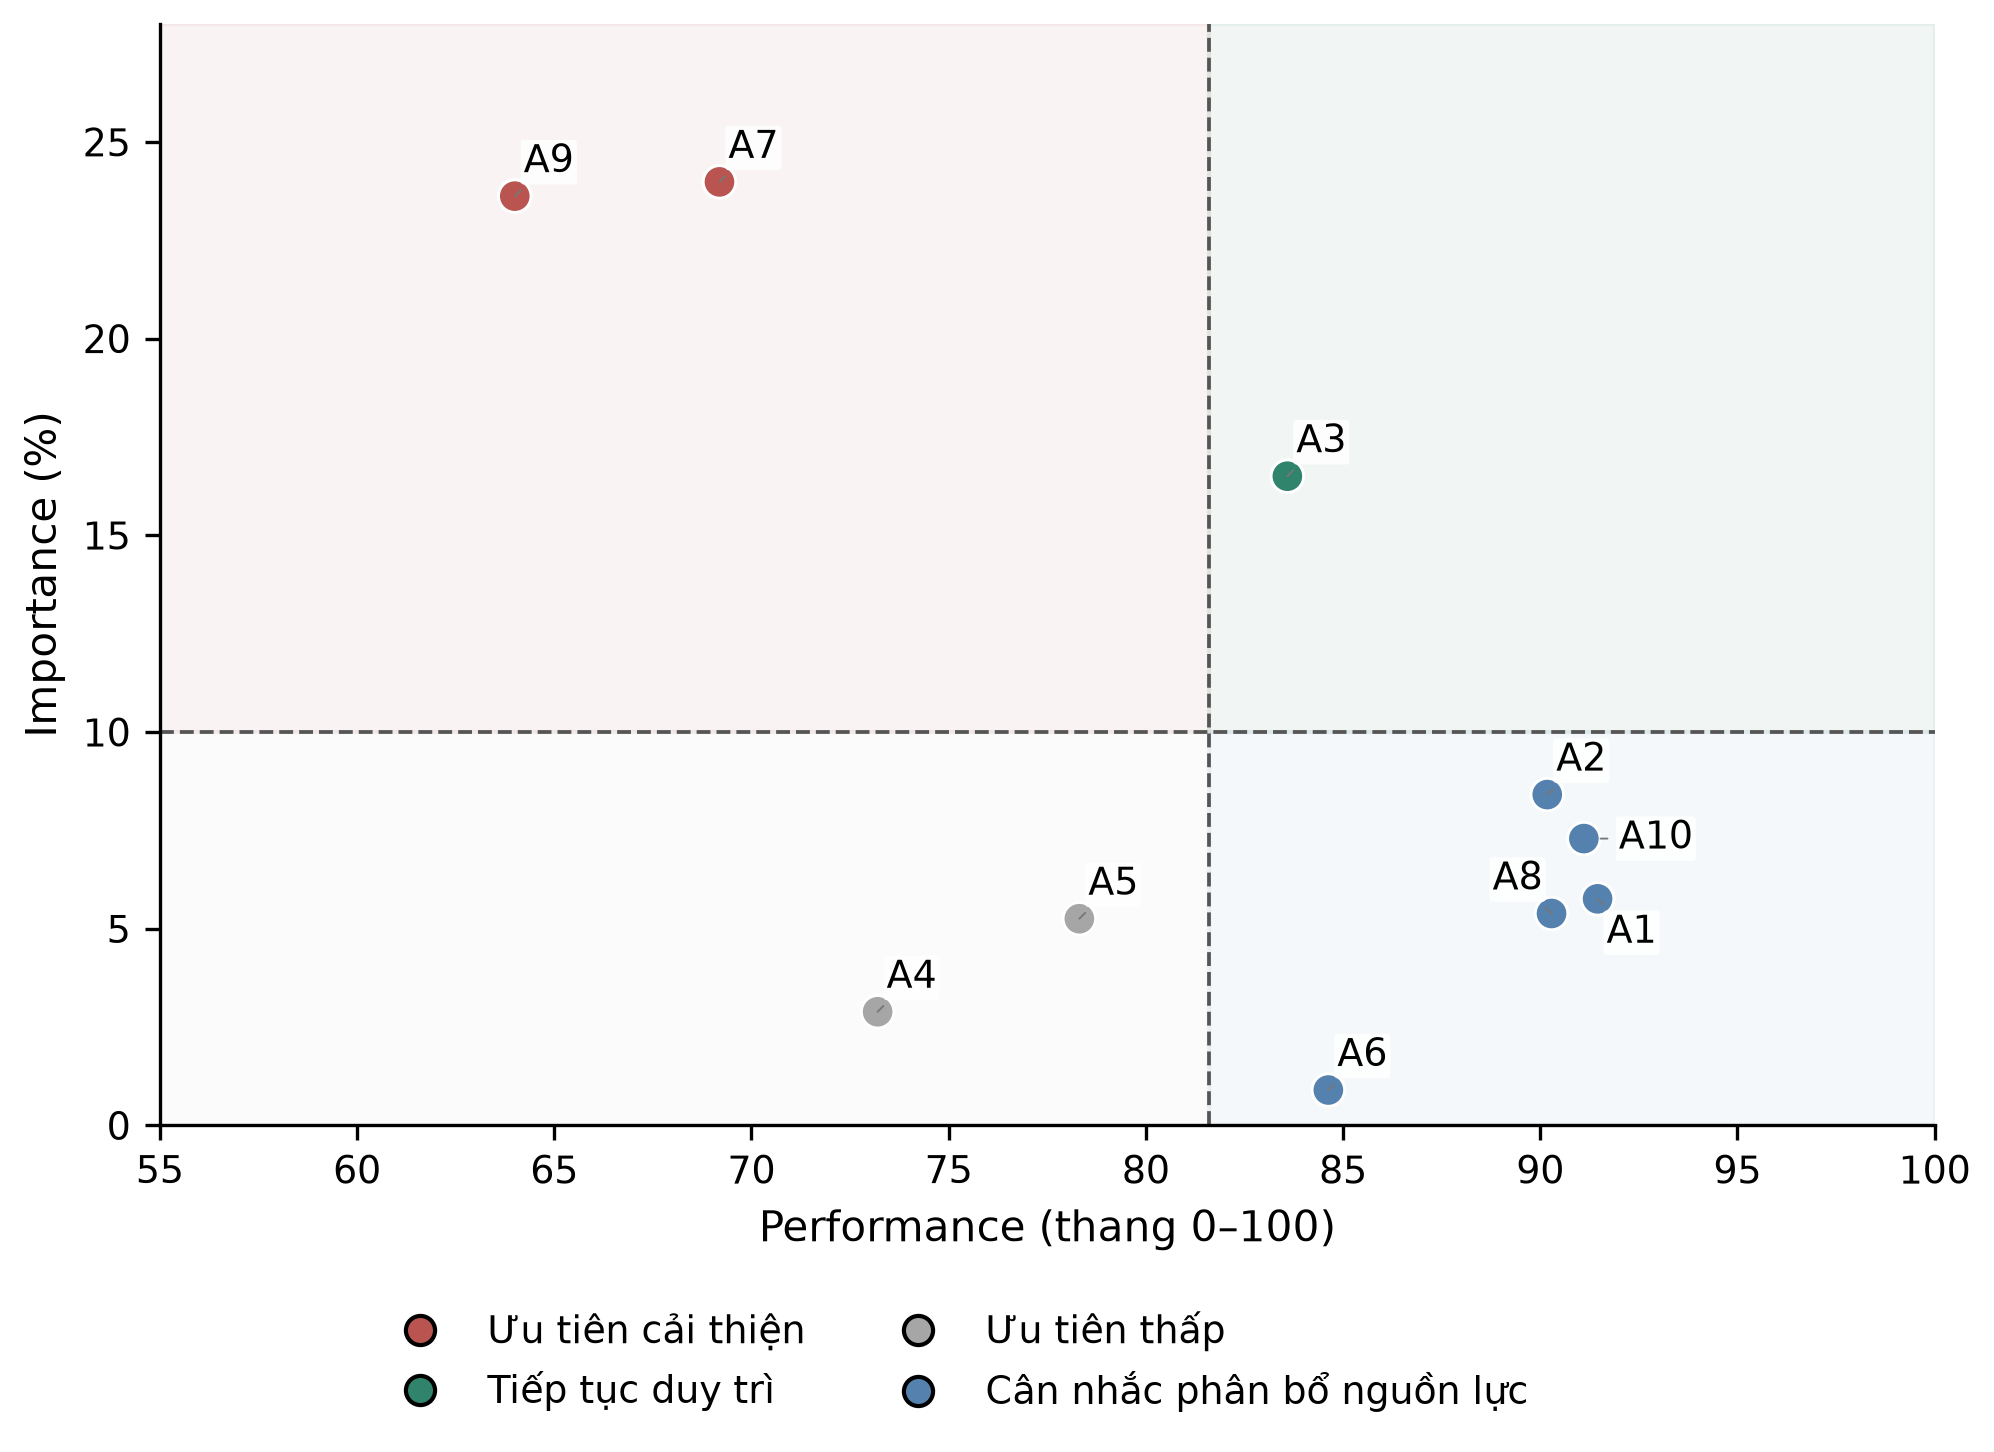 25
20
15
10
5
0
Importance (%)
A9
A7
A3
A2
A10
A8
A1
A5
A4
A6
55 60 65 70 75 80 85 90 95 100
Performance (thang 0–100)
Ưu tiên cải thiện
Tiếp tục duy trì
Ưu tiên thấp
Cân nhắc phân bổ nguồn lực